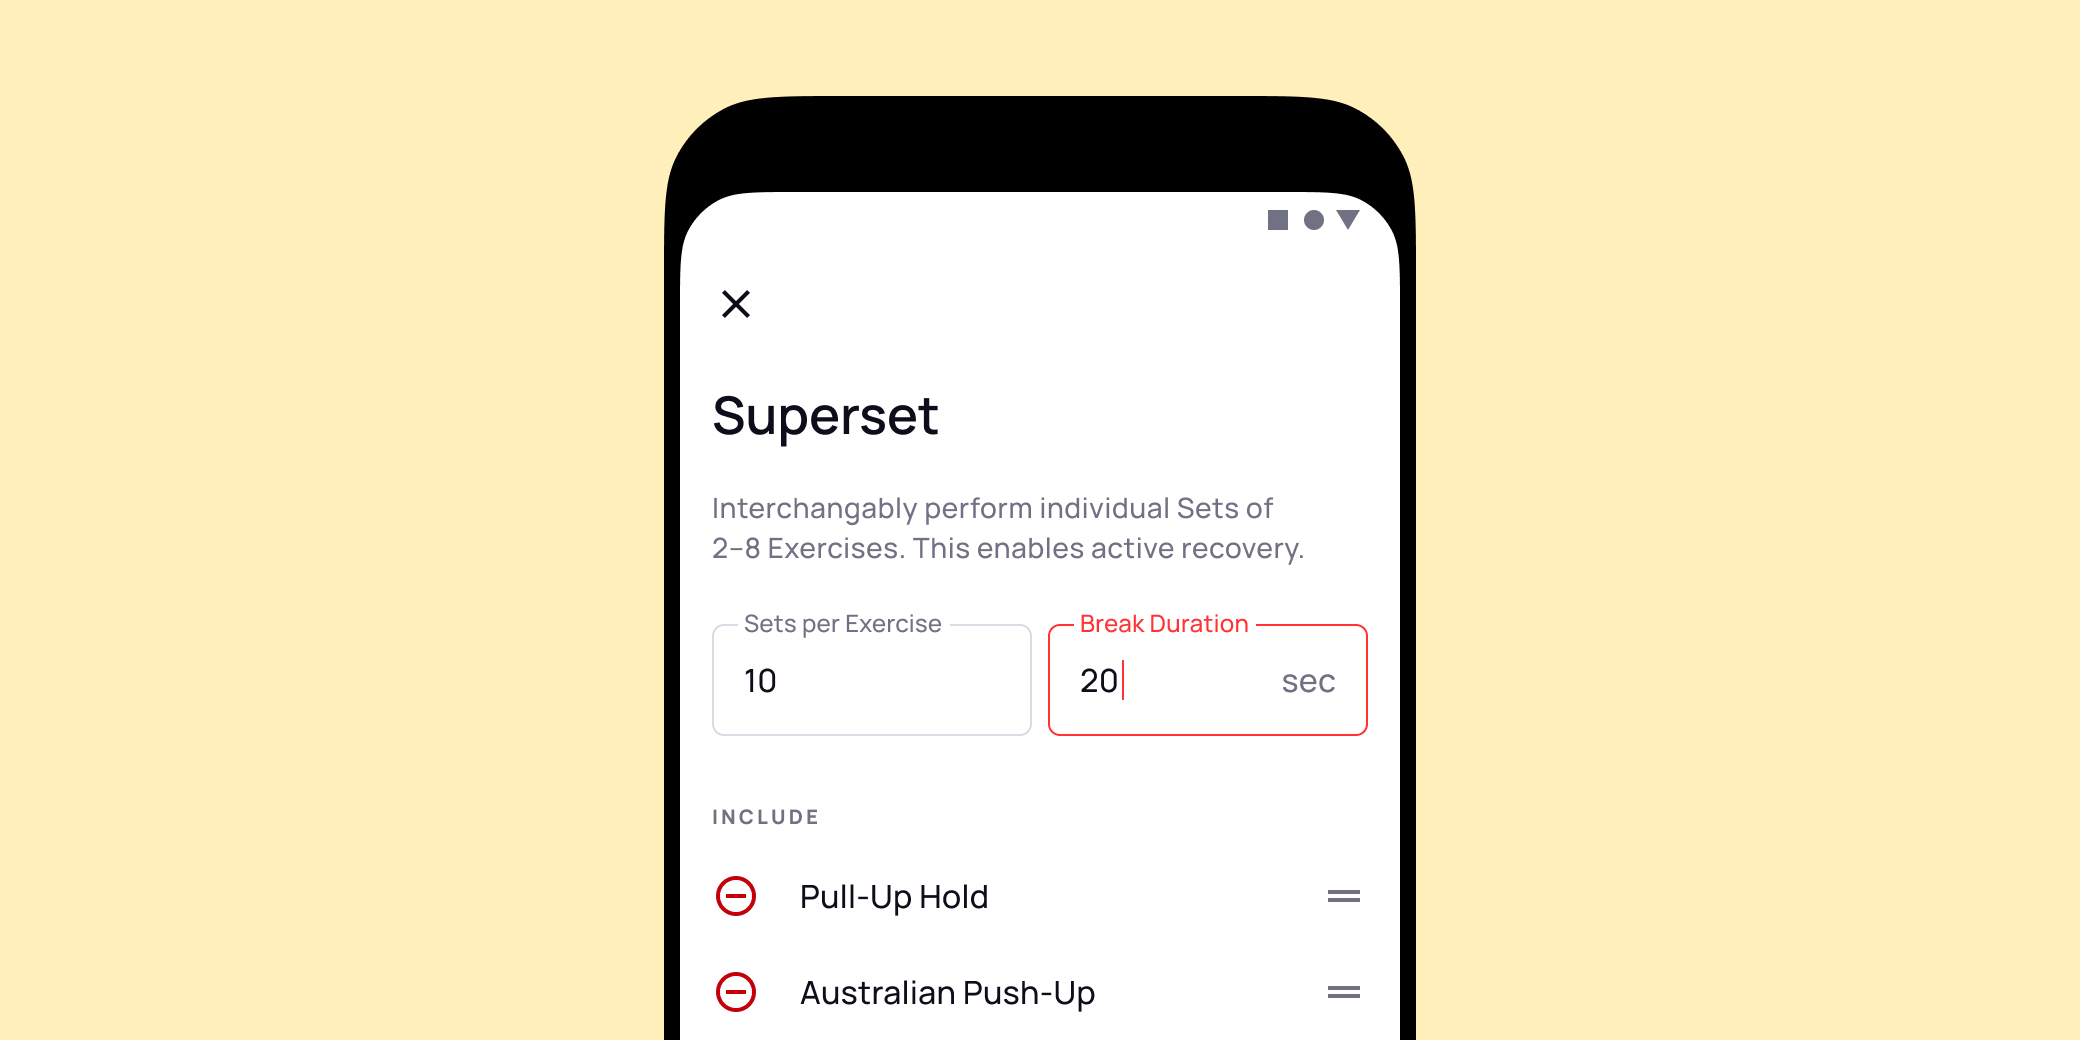 Superset
Interchangably perform individual Sets of
2–8 Exercises. This enables active recovery.
Sets per Exercise
10
Break Duration
20
sec
INCLUDE
Pull-Up Hold
Australian Push-Up